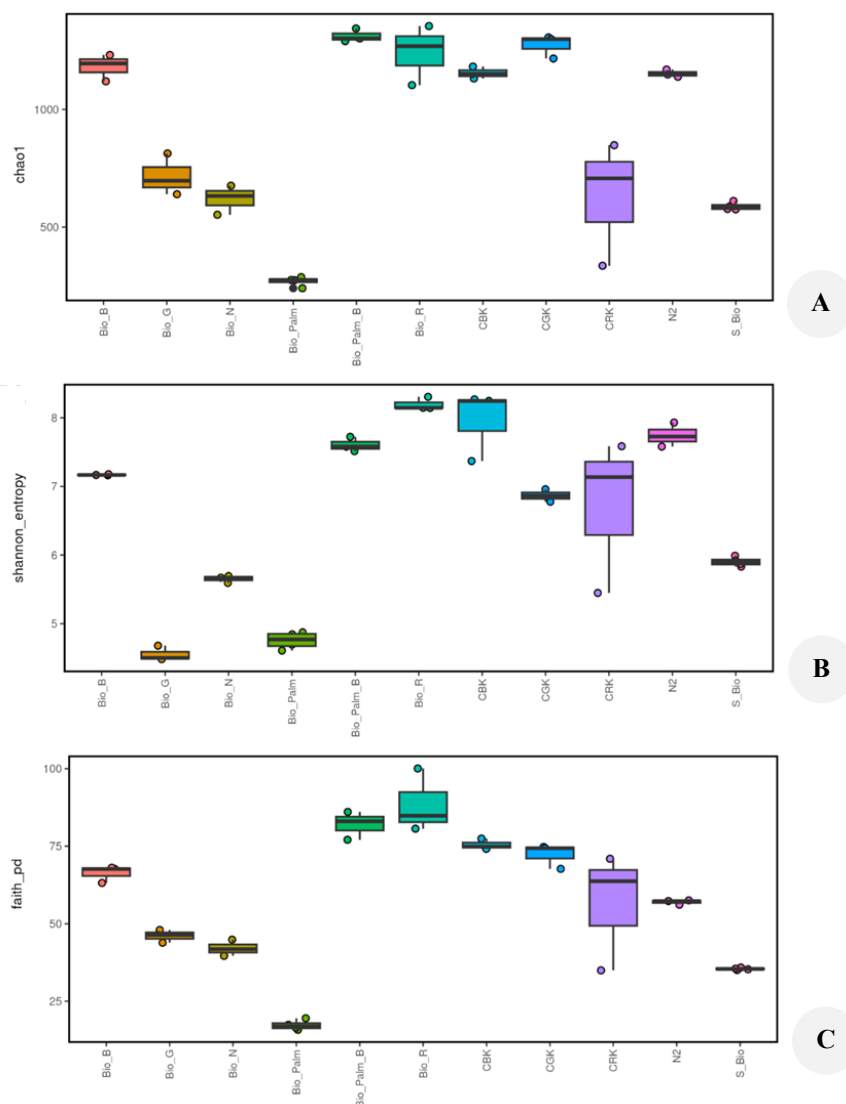 chao1
1000
500
Bio_B
Bio_G
Bio_N
Bio_Palm
Bio_Palm_B
Bio_R
CBK
CGK
CRK
N2
S_Bio
A
shannon_entropy
8
7
6
5
Bio_B
Bio_G
Bio_N
Bio_Palm
Bio_Palm_B
Bio_R
CBK
CGK
CRK
N2
S_Bio
B
faith_pd
100
75
50
25
Bio_B
Bio_G
Bio_N
Bio_Palm
Bio_Palm_B
Bio_R
CBK
CGK
CRK
N2
S_Bio
C